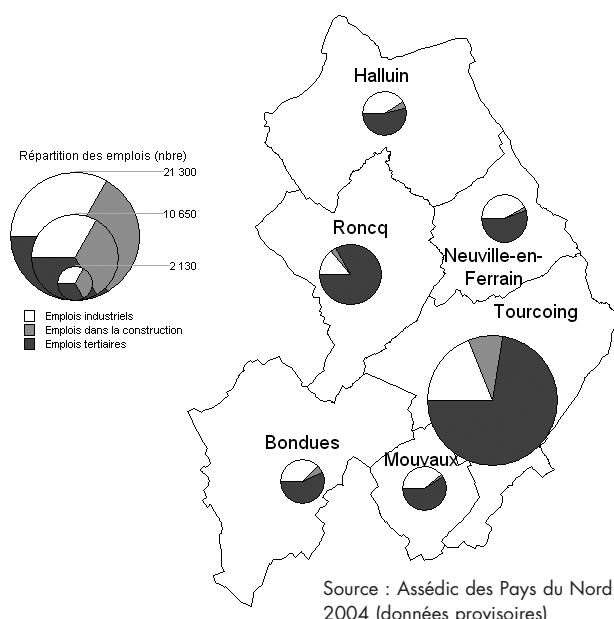 Halluin
Répartition des emplois (nbre)
21 300
10 650
2 130
Roncq
Neuville-en-
Ferrain
Tourcoing
Emplois industriels
Emplois dans la construction
Emplois tertiaires
Bondues
Mouvaux
Source : Assédic des Pays du Nord
2004 (données provisoires)